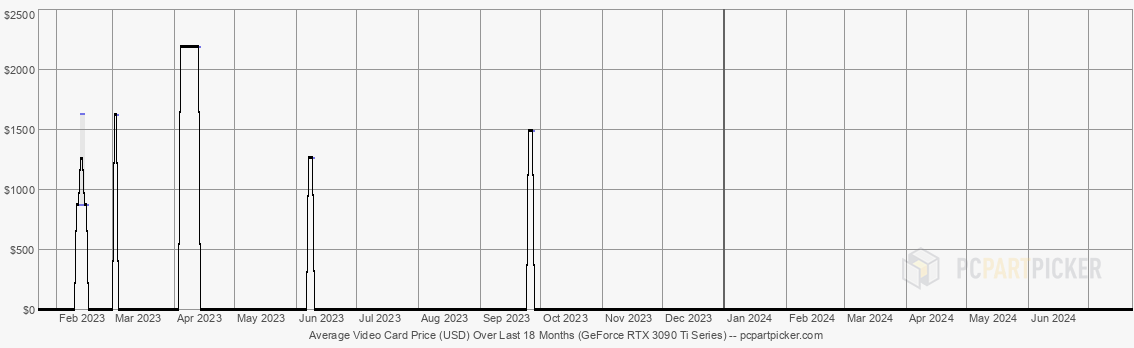 $2500
$2000
$1500
$1000
$500
$0
Feb 2023 Mar 2023 Apr 2023 May 2023 Jun 2023 Jul 2023 Aug 2023 Sep 2023 Oct 2023 Nov 2023 Dec 2023 Jan 2024 Feb 2024 Mar 2024 Apr 2024 May 2024 Jun 2024
Average Video Card Price (USD) Over Last 18 Months (GeForce RTX 3090 Ti Series) -- pcpartpicker.com
PCPARTPICKER